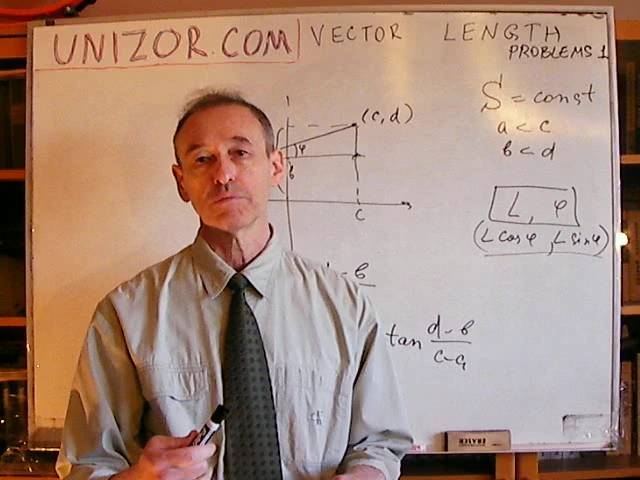 UNIZOR.COM VECTOR LENGTH
PROBLEMS 1
(c, d)
φ
b
c
S = const
a < c
b < d
L, φ
(L cos φ, L sin φ)
- b
tan d-b
c-a
ERASER